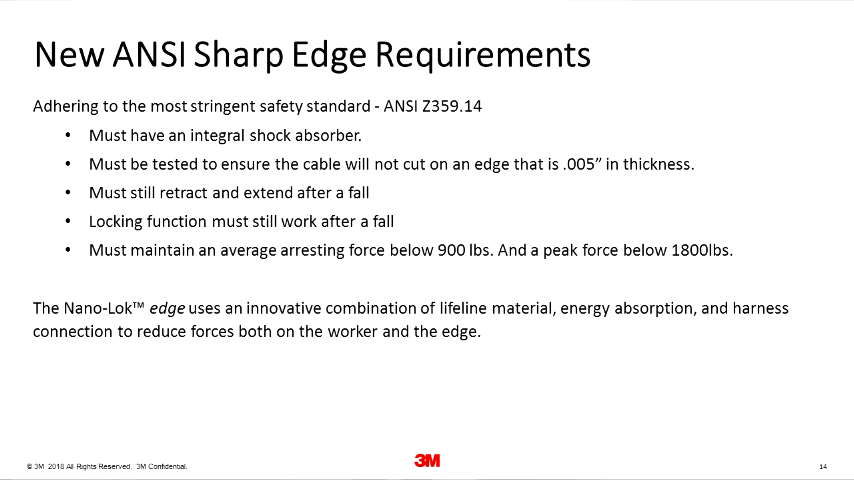 New ANSI Sharp Edge Requirements
Adhering to the most stringent safety standard - ANSI Z359.14
• Must have an integral shock absorber.
• Must be tested to ensure the cable will not cut on an edge that is .005” in thickness.
• Must still retract and extend after a fall
• Locking function must still work after a fall
• Must maintain an average arresting force below 900 lbs. And a peak force below 1800lbs.
The Nano-Lok™ edge uses an innovative combination of lifeline material, energy absorption, and harness
connection to reduce forces both on the worker and the edge.
© 3M 2018 All Rights Reserved. 3M Confidential.
3M
14